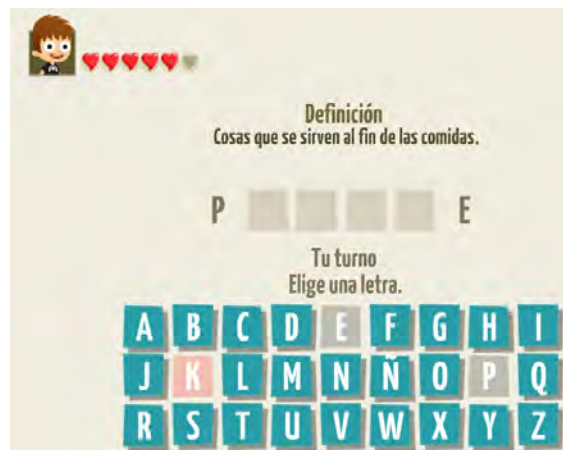 Definición
Cosas que se sirven al fin de las comidas.
P E
Tu turno
Elige una letra.
A B C D E F G H I
J K L M N Ñ O P Q
R S T U V W X Y Z